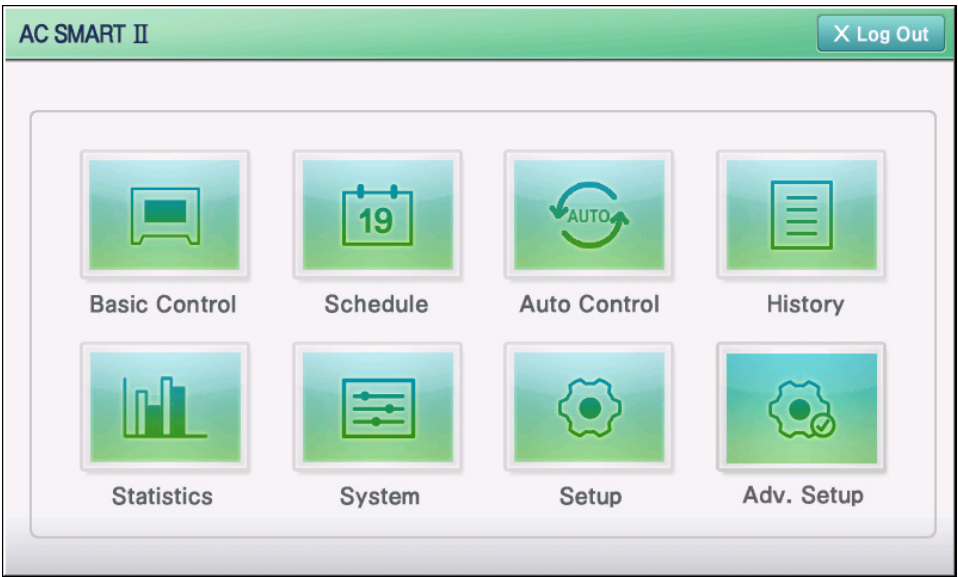 AC SMART Ⅱ
X Log Out
19
AUTO
Basic Control
Schedule
Auto Control
History
Statistics
System
Setup
Adv. Setup